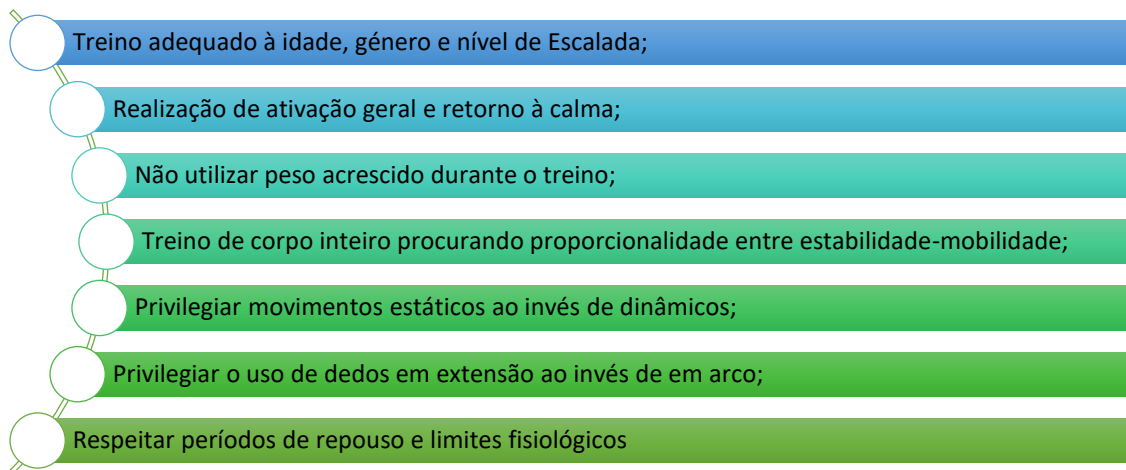 Treino adequado à idade, género e nível de Escalada;
Realização de ativação geral e retorno à calma;
Não utilizar peso acrescido durante o treino;
Treino de corpo inteiro procurando proporcionalidade entre estabilidade-mobilidade;
Privilegiar movimentos estáticos ao invés de dinâmicos;
Privilegiar o uso de dedos em extensão ao invés de em arco;
Respeitar períodos de repouso e limites fisiológicos